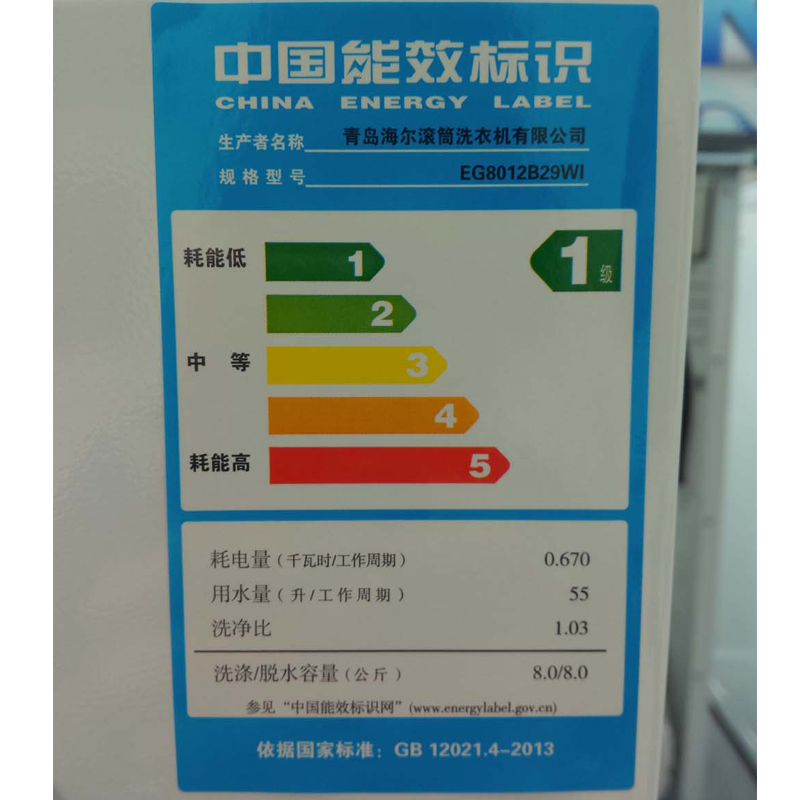 中国能效标识
CHINA ENERGY LABEL
生产者名称 青岛海尔滚筒洗衣机有限公司
规格型号 EG8012B29WI
耗能低 1 1级
2
中等 3
4
耗能高 5
耗电量(千瓦时/工作周期) 0.670
用水量(升/工作周期) 55
洗净比 1.03
洗涤/脱水容量(公斤) 8.0/8.0
参见“中国能效标识网”(www.energylabel.gov.cn)
依据国家标准：GB 12021.4-2013